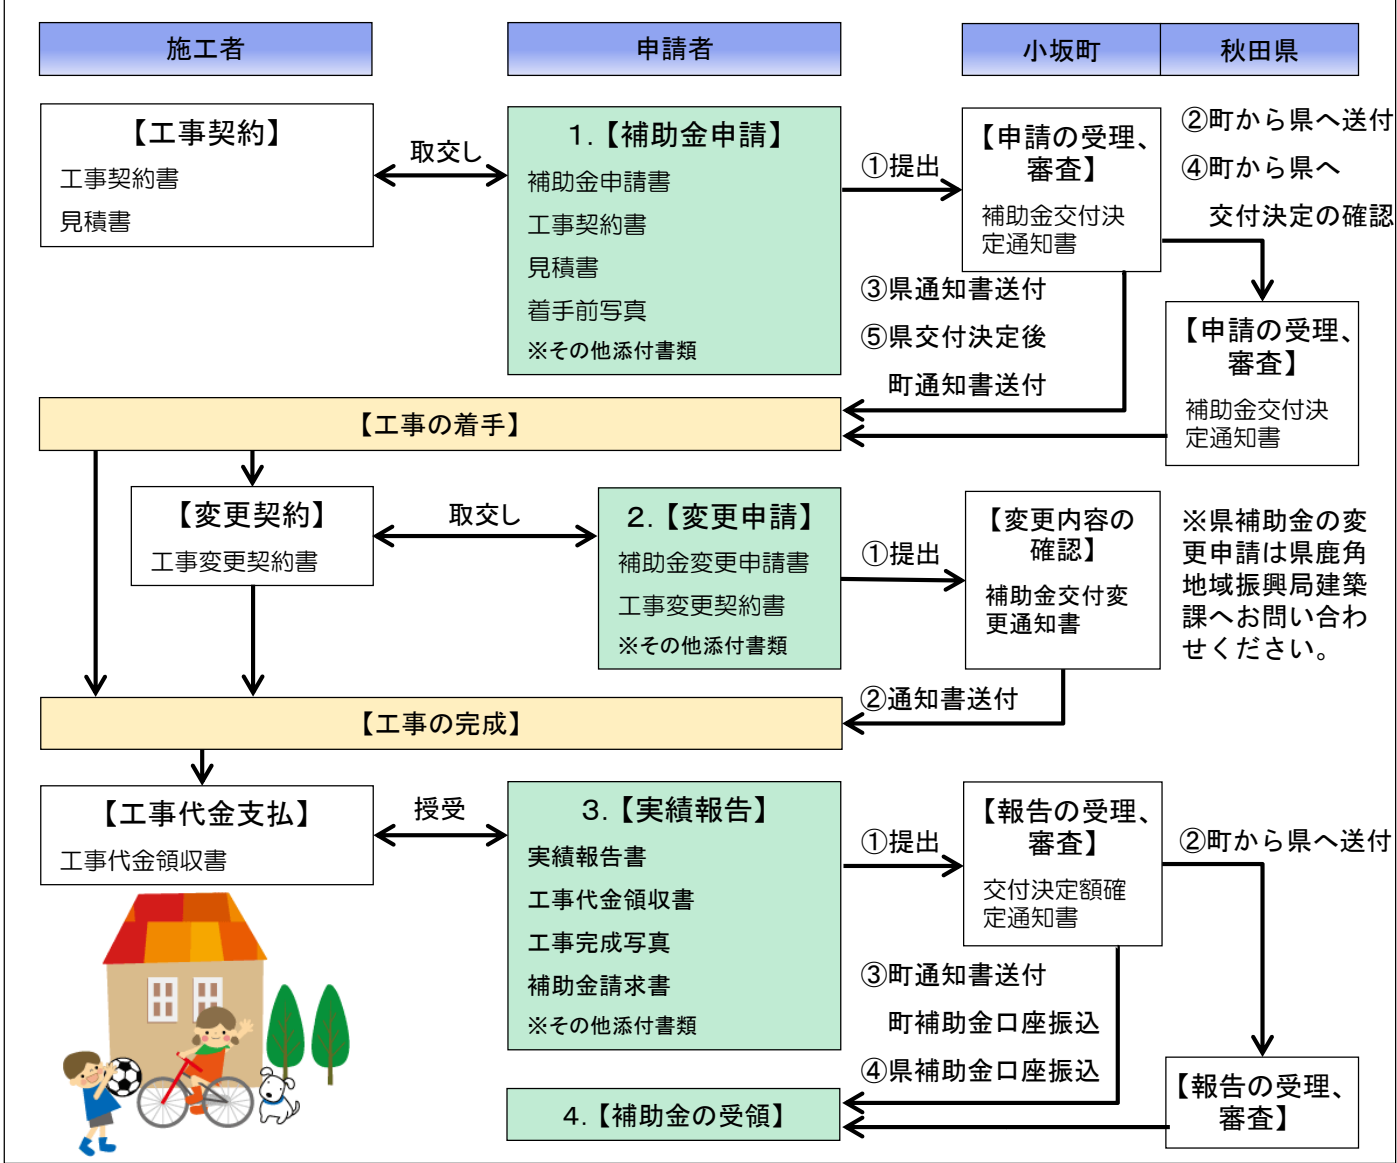 施工者
申請者
小坂町
秋田県
【工事契約】
工事契約書
見積書
取交し
1.【補助金申請】
補助金申請書
工事契約書
見積書
着手前写真
※その他添付書類
①提出
【申請の受理、
審査】
補助金交付決
定通知書
②町から県へ送付
④町から県へ
交付決定の確認
③県通知書送付
⑤県交付決定後
町通知書送付
【申請の受理、
審査】
補助金交付決
定通知書
【工事の着手】
【変更契約】
工事変更契約書
取交し
2.【変更申請】
補助金変更申請書
工事変更契約書
※その他添付書類
①提出
【変更内容の
確認】
補助金交付変
更通知書
※県補助金の変
更申請は県鹿角
地域振興局建築
課へお問い合わ
せください。
②通知書送付
【工事の完成】
【工事代金支払】
工事代金領収書
授受
3.【実績報告】
実績報告書
工事代金領収書
工事完成写真
補助金請求書
※その他添付書類
①提出
【報告の受理、
審査】
交付決定額確
定通知書
②町から県へ送付
③町通知書送付
町補助金口座振込
④県補助金口座振込
【報告の受理、
審査】
4.【補助金の受領】